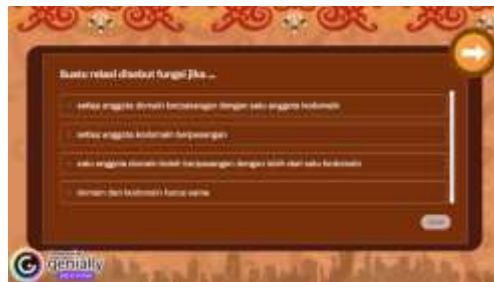 Suatu relasi disebut fungsi jika ...
setiap anggota domain berpasangan dengan satu anggota kodomain
setiap anggota kodomain berpasangan
satu anggota domain boleh berpasangan dengan lebih dari satu kodomain
domain dan kodomain harus sama
genially